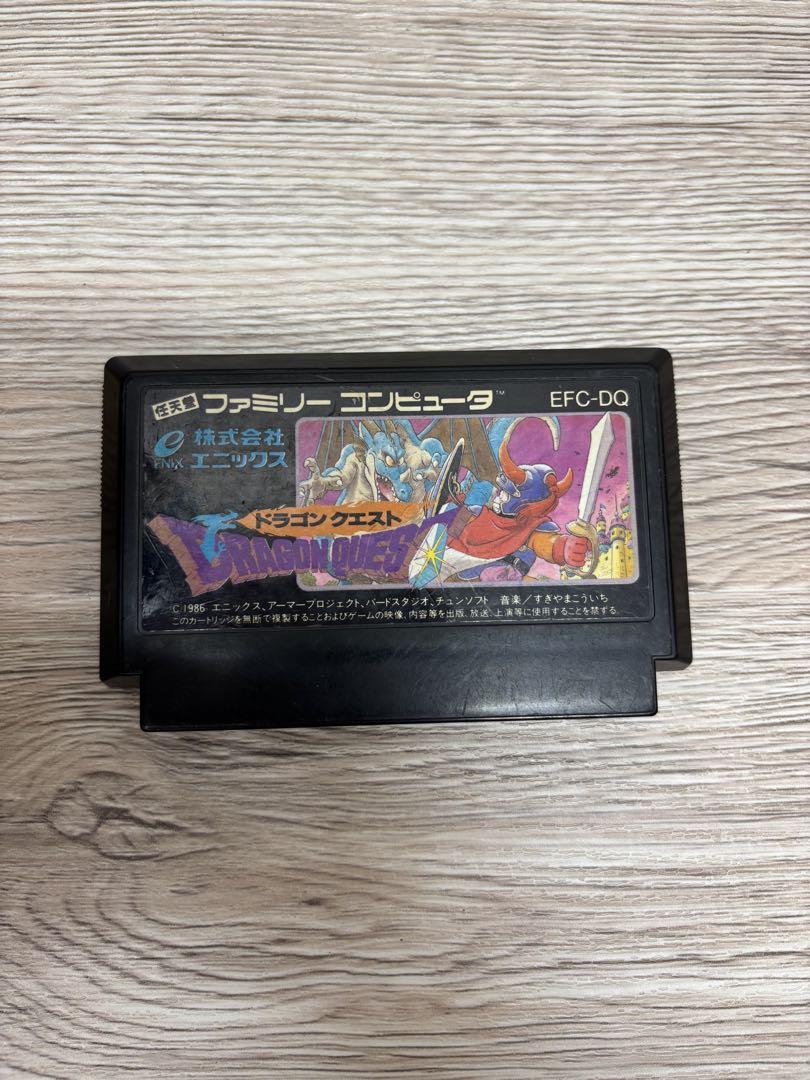 任天堂 ファミリー コンピュータ™ EFC-DQ
ENIX 株式会社
エニックス
ドラゴン クエスト
DRAGON QUEST
C 1986 エニックス、アーマープロジェクト、バードスタジオ、チュンソフト 音楽/すぎやまこういち
このカートリッジを無断で複製することおよびゲームの映像、内容等を出版、放送、上演等に使用することを禁ずる。